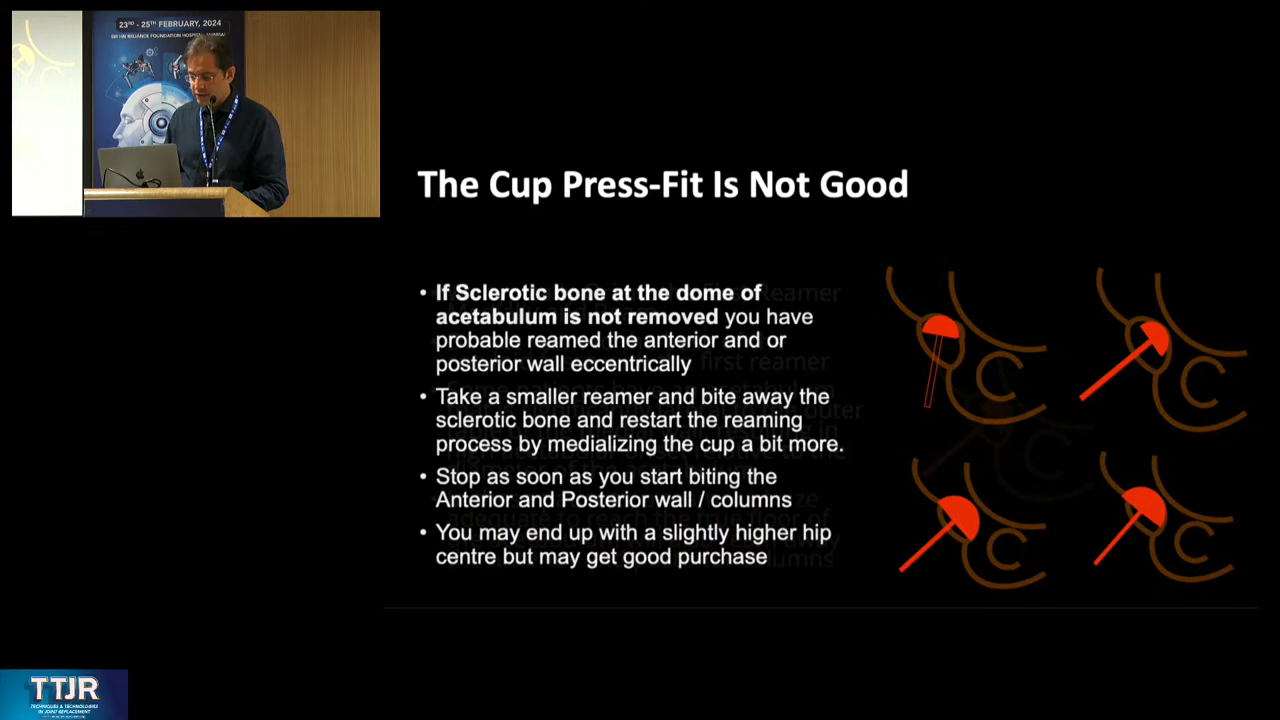 23RD - 25TH FEBRUARY, 2024
SIR HN RELIANCE FOUNDATION HOSPITAL, MUMBAI
The Cup Press-Fit Is Not Good
• If Sclerotic bone at the dome of
acetabulum is not removed you have
probable reamed the anterior and or
posterior wall eccentrically
• Take a smaller reamer and bite away the
sclerotic bone and restart the reaming
process by medializing the cup a bit more.
• Stop as soon as you start biting the
Anterior and Posterior wall / columns
• You may end up with a slightly higher hip
centre but may get good purchase
TTJR
TECHNIQUES & TECHNOLOGIES
IN JOINT REPLACEMENT